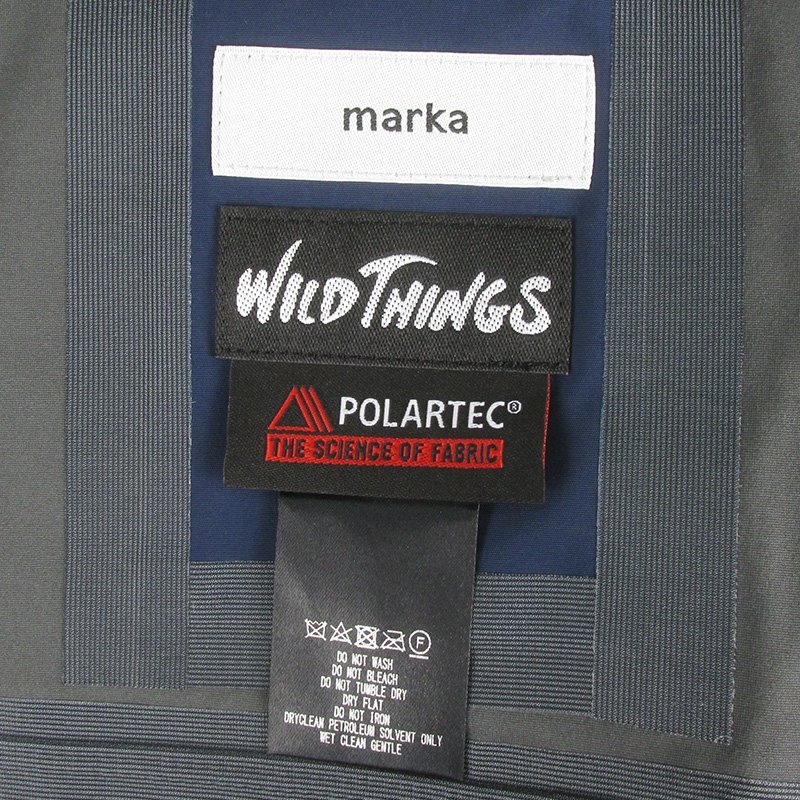 marka
WILD THINGS
POLARTEC®
THE SCIENCE OF FABRIC
F
DO NOT WASH
DO NOT BLEACH
DO NOT TUMBLE DRY
DRY FLAT
DO NOT IRON
DRYCLEAN PETROLEUM SOLVENT ONLY
WET CLEAN GENTLE